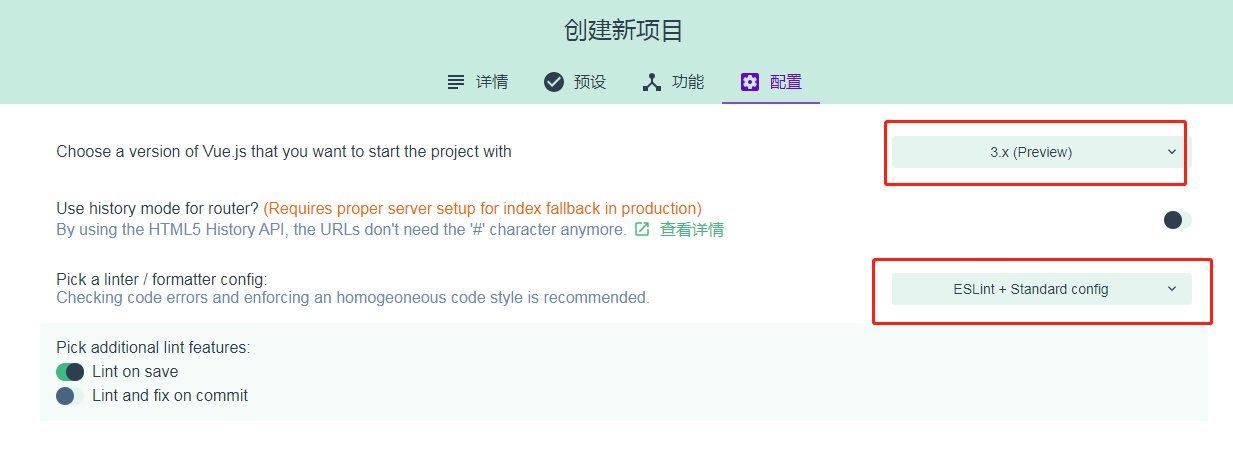 创建新项目
详情 预设 功能 配置
Choose a version of Vue.js that you want to start the project with 3.x (Preview)
Use history mode for router? (Requires proper server setup for index fallback in production)
By using the HTML5 History API, the URLs don't need the '#' character anymore. 查看详情
Pick a linter / formatter config:
Checking code errors and enforcing an homogeoneous code style is recommended. ESLint + Standard config
Pick additional lint features:
Lint on save
Lint and fix on commit